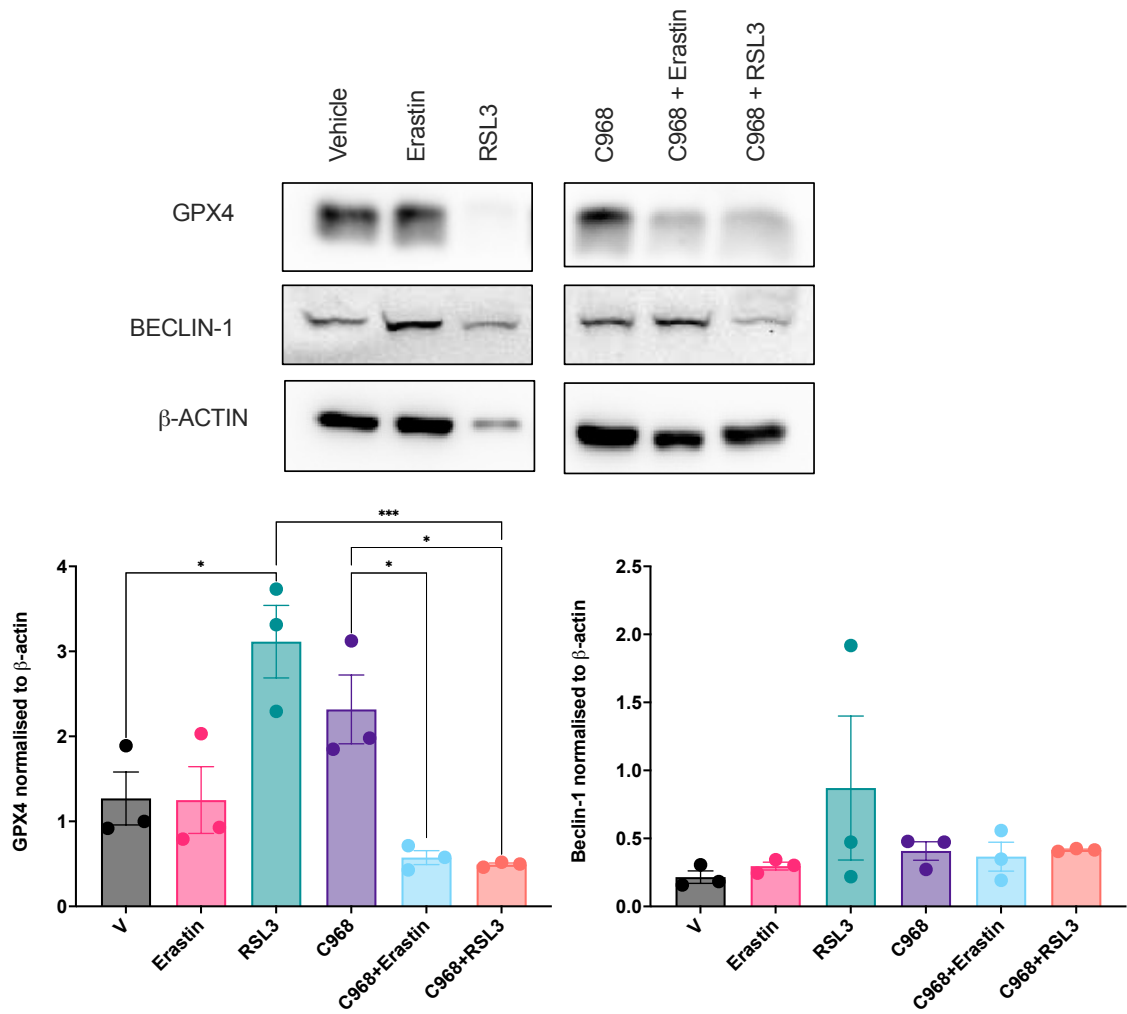 Vehicle
Erastin
RSL3
C968
C968 + Erastin
C968 + RSL3
GPX4
BECLIN-1
β-ACTIN
***
*
*
*
GPX4 normalised to β-actin
4
3
2
1
0
V
Erastin
RSL3
C968
C968+Erastin
C968+RSL3
Beclin-1 normalised to β-actin
2.5
2.0
1.5
1.0
0.5
0.0
V
Erastin
RSL3
C968
C968+Erastin
C968+RSL3